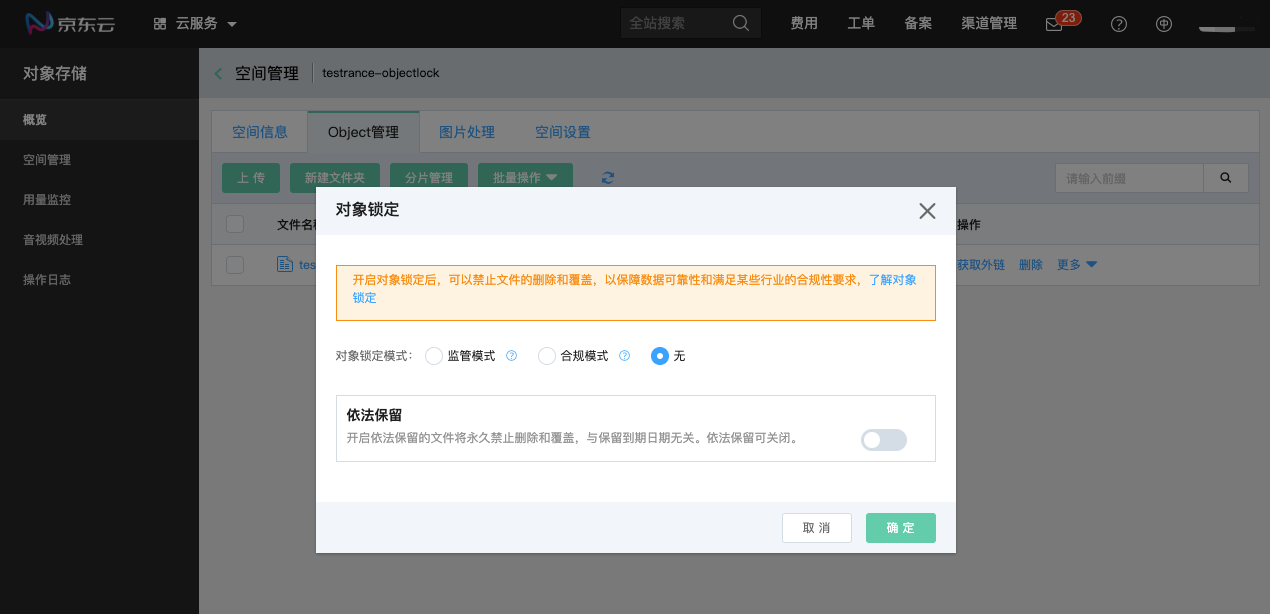 京东云
云服务
全站搜索
费用
工单
备案
渠道管理
23
对象存储
概览
空间管理
用量监控
音视频处理
操作日志
空间管理
testrance-objectlock
空间信息
Object管理
图片处理
空间设置
上 传
新建文件夹
分片管理
批量操作
请输入前缀
文件名
操作
tes
获取外链 删除 更多
对象锁定
开启对象锁定后，可以禁止文件的删除和覆盖，以保障数据可靠性和满足某些行业的合规性要求，了解对象
锁定
对象锁定模式： 监管模式 ? 合规模式 ? 无
依法保留
开启依法保留的文件将永久禁止删除和覆盖，与保留到期日期无关。依法保留可关闭。
取 消
确 定